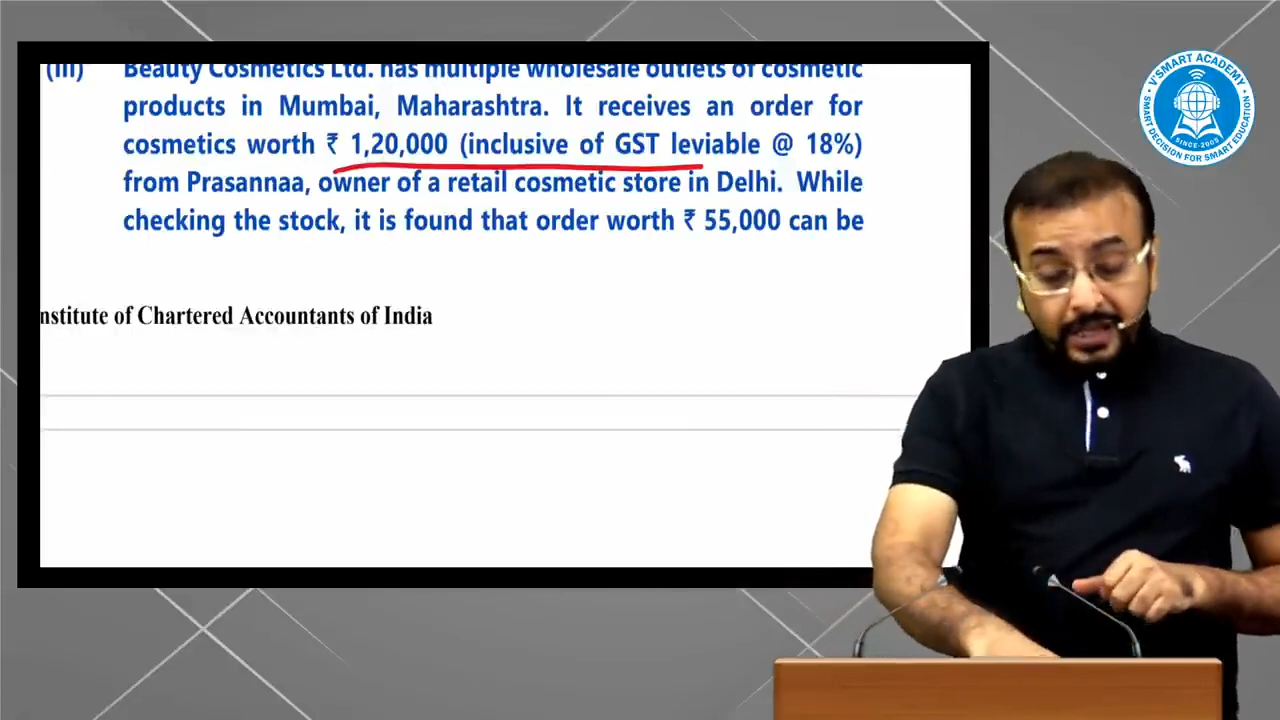 (III) Beauty Cosmetics Ltd. has multiple wholesale outlets of cosmetic
products in Mumbai, Maharashtra. It receives an order for
cosmetics worth ₹ 1,20,000 (inclusive of GST leviable @ 18%)
from Prasannaa, owner of a retail cosmetic store in Delhi. While
checking the stock, it is found that order worth ₹ 55,000 can be
nstitute of Chartered Accountants of India
V'SMART ACADEMY
SINCE-2003
SMART DECISION FOR SMART EDUCATION